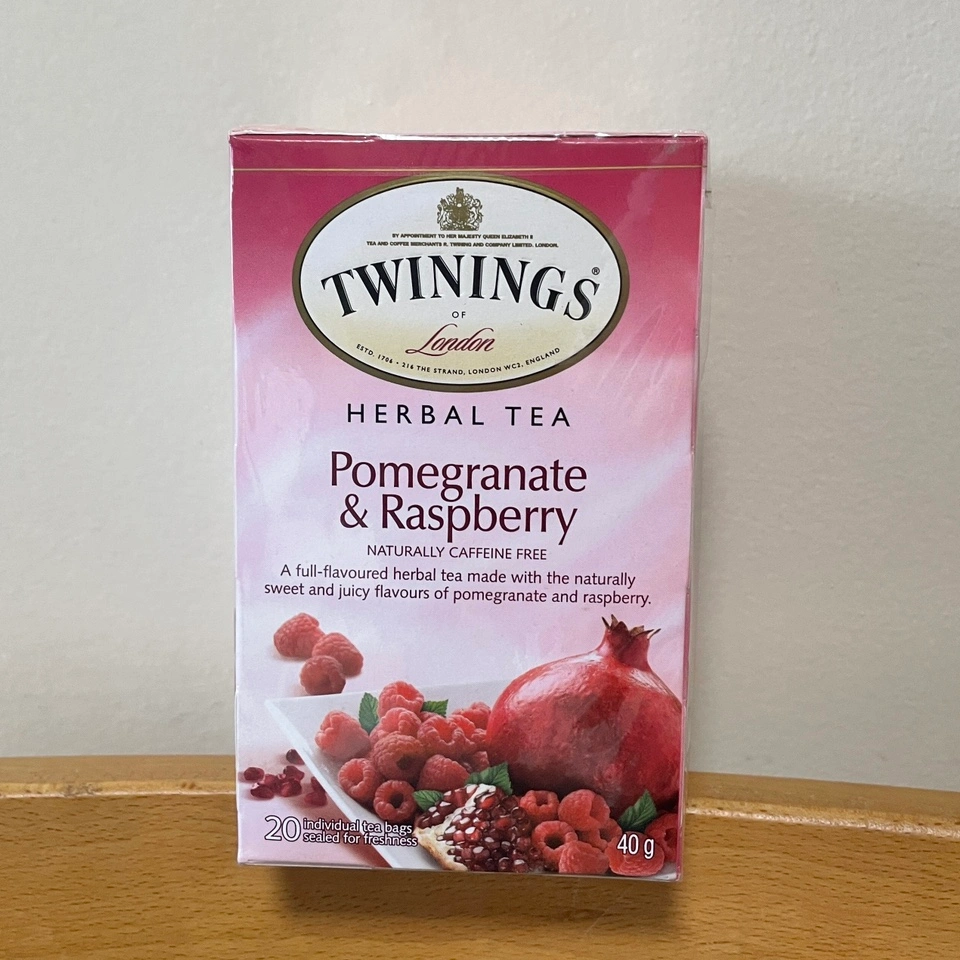 BY APPOINTMENT TO HER MAJESTY QUEEN ELIZABETH II
TEA AND COFFEE MERCHANTS R. TWINING AND COMPANY LIMITED. LONDON.
TWININGS®
OF
London
ESTD. 1706 • 216 THE STRAND, LONDON WC2, ENGLAND
HERBAL TEA
Pomegranate
& Raspberry
NATURALLY CAFFEINE FREE
A full-flavoured herbal tea made with the naturally
sweet and juicy flavours of pomegranate and raspberry.
20 individual tea bags
sealed for freshness
40 g